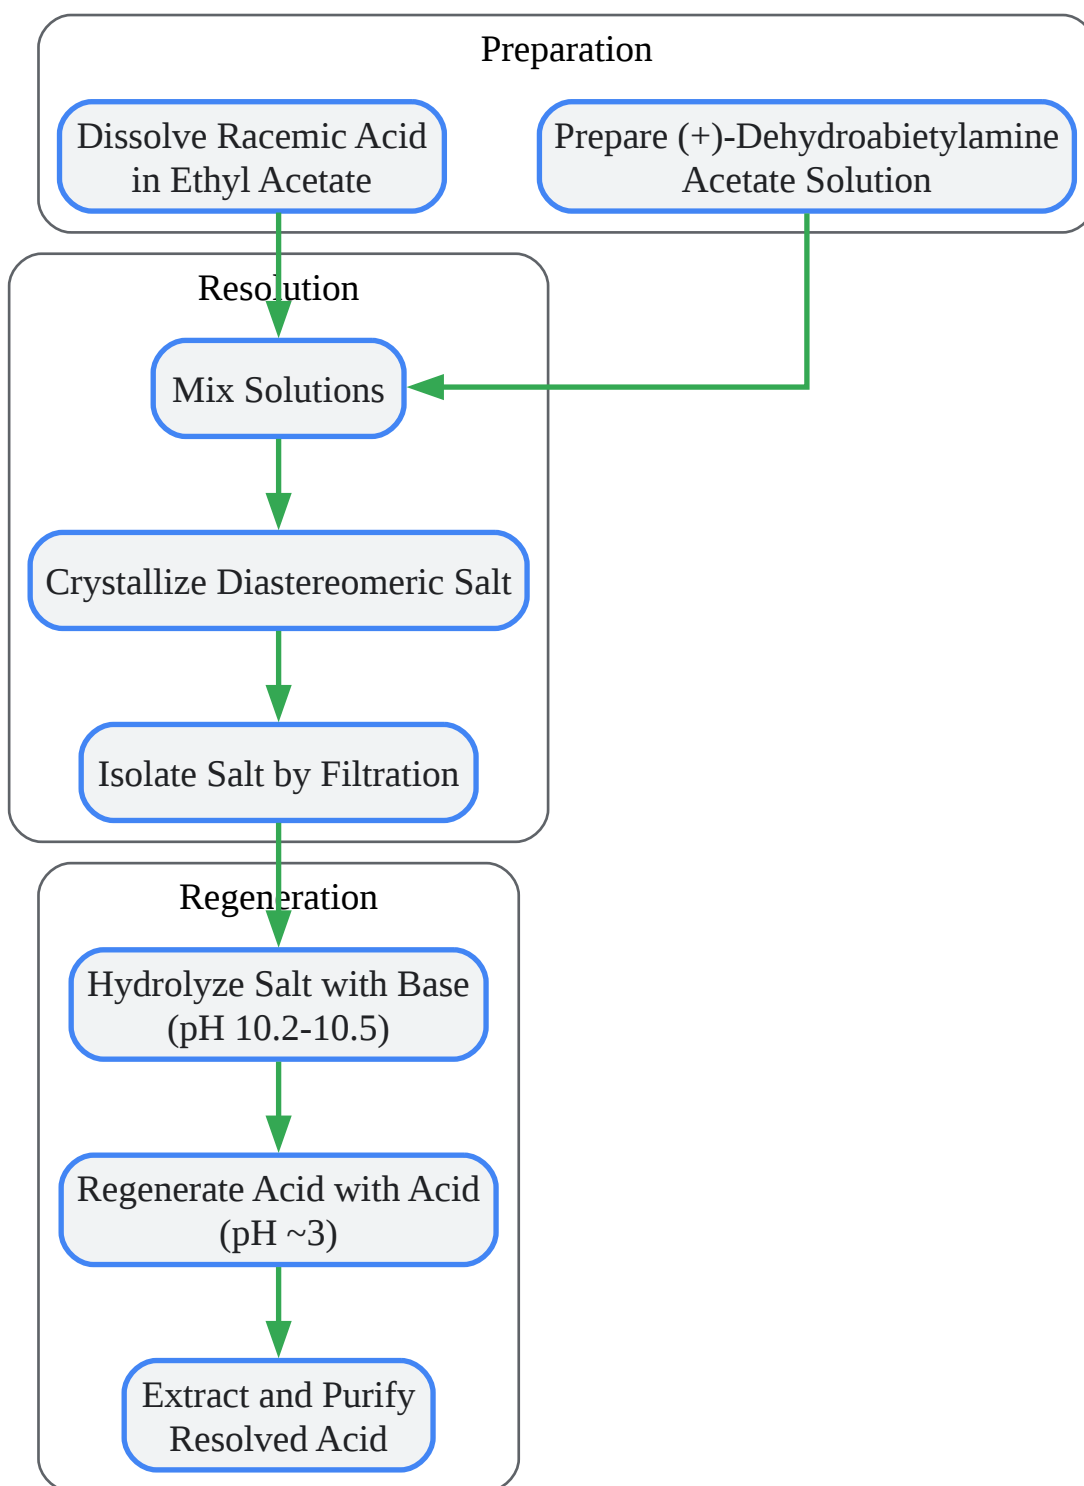 Preparation
Dissolve Racemic Acid
in Ethyl Acetate
Prepare (+)-Dehydroabietylamine
Acetate Solution
Resolution
Mix Solutions
Crystallize Diastereomeric Salt
Isolate Salt by Filtration
Regeneration
Hydrolyze Salt with Base
(pH 10.2-10.5)
Regenerate Acid with Acid
(pH ~3)
Extract and Purify
Resolved Acid